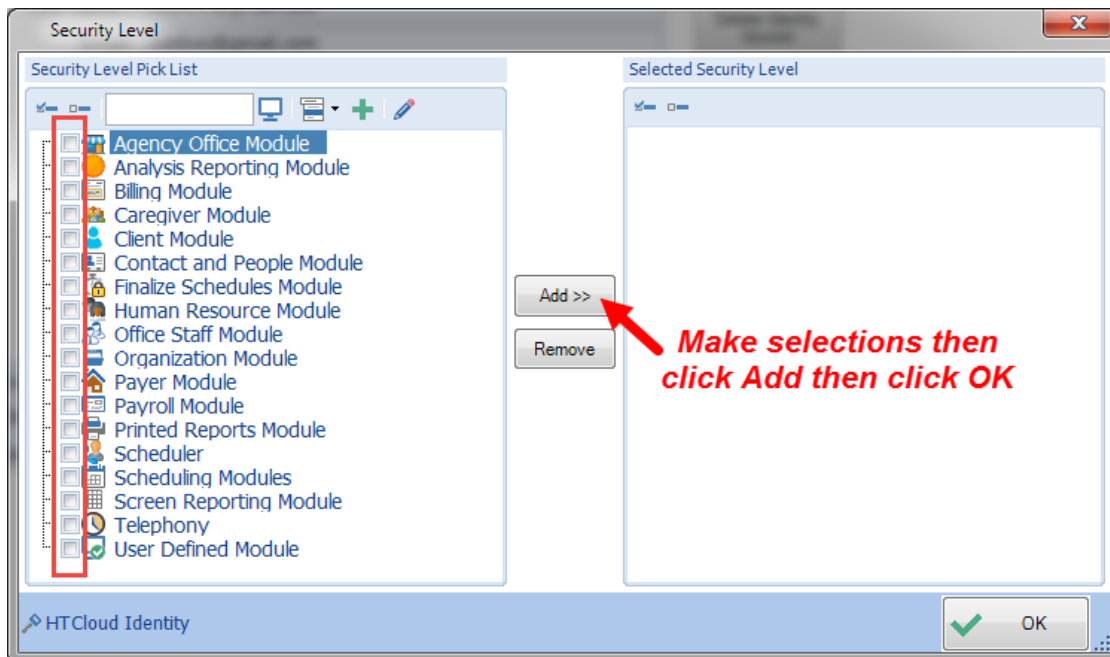 Security Level
Security Level Pick List
Selected Security Level
Agency Office Module
Analysis Reporting Module
Billing Module
Caregiver Module
Client Module
Contact and People Module
Finalize Schedules Module
Human Resource Module
Office Staff Module
Organization Module
Payer Module
Payroll Module
Printed Reports Module
Scheduler
Scheduling Modules
Screen Reporting Module
Telephony
User Defined Module
Add >>
Remove
Make selections then
click Add then click OK
HTCloud Identity
OK